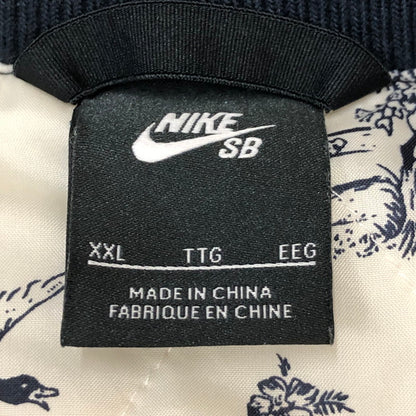 NIKE
SB
XXL TTG EEG
MADE IN CHINA
FABRIQUE EN CHINE